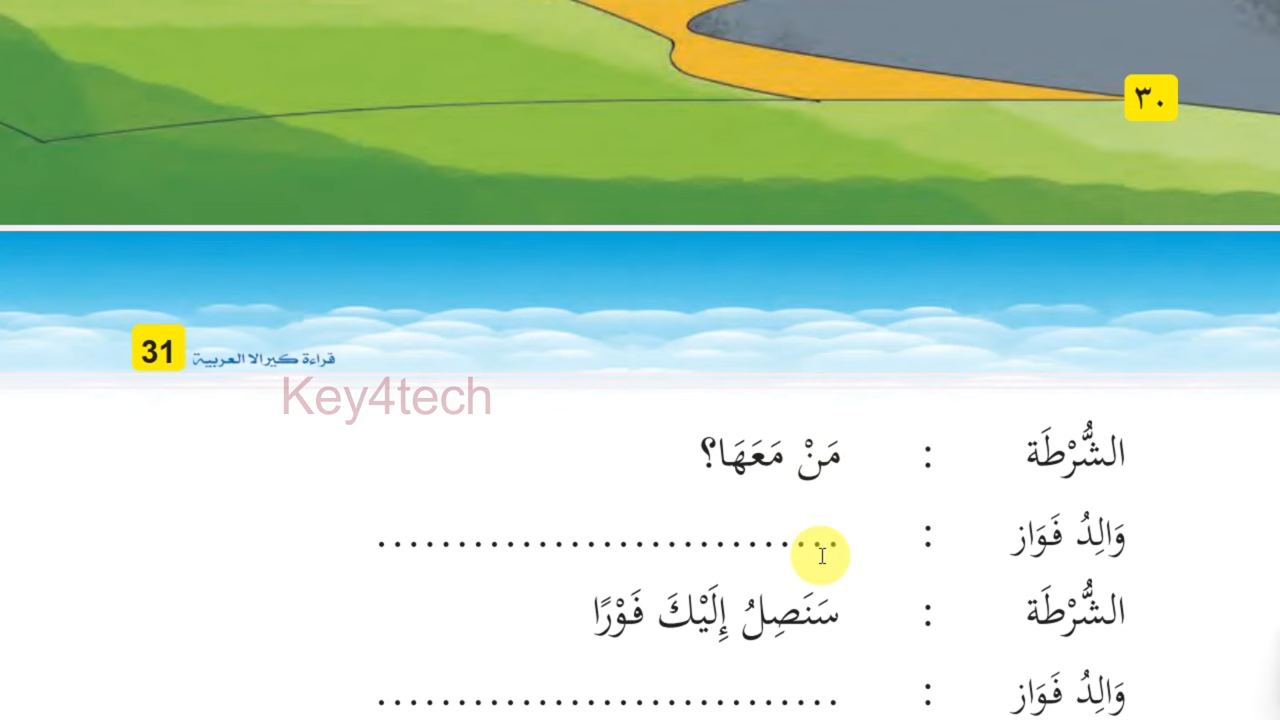 ٣٠
31 قراءة كيرالا العربية
Key4tech
الشُّرْطَة : مَنْ مَعَهَا؟
وَالِدُ فَوَاز : ..............................
الشُّرْطَة : سَنَصِلُ إِلَيْكَ فَوْرًا
وَالِدُ فَوَاز : ..............................